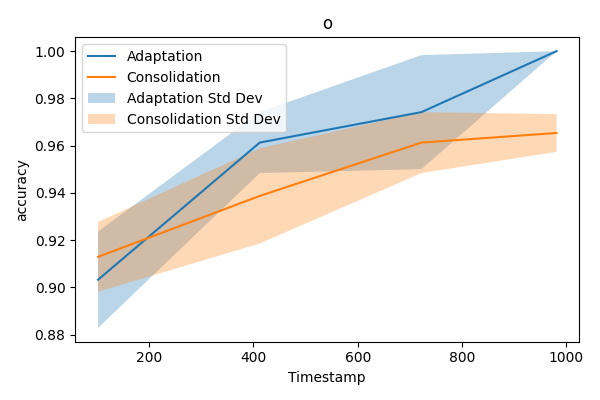 o
Adaptation
Consolidation
Adaptation Std Dev
Consolidation Std Dev
accuracy
1.00
0.98
0.96
0.94
0.92
0.90
0.88
200 400 600 800 1000
Timestamp